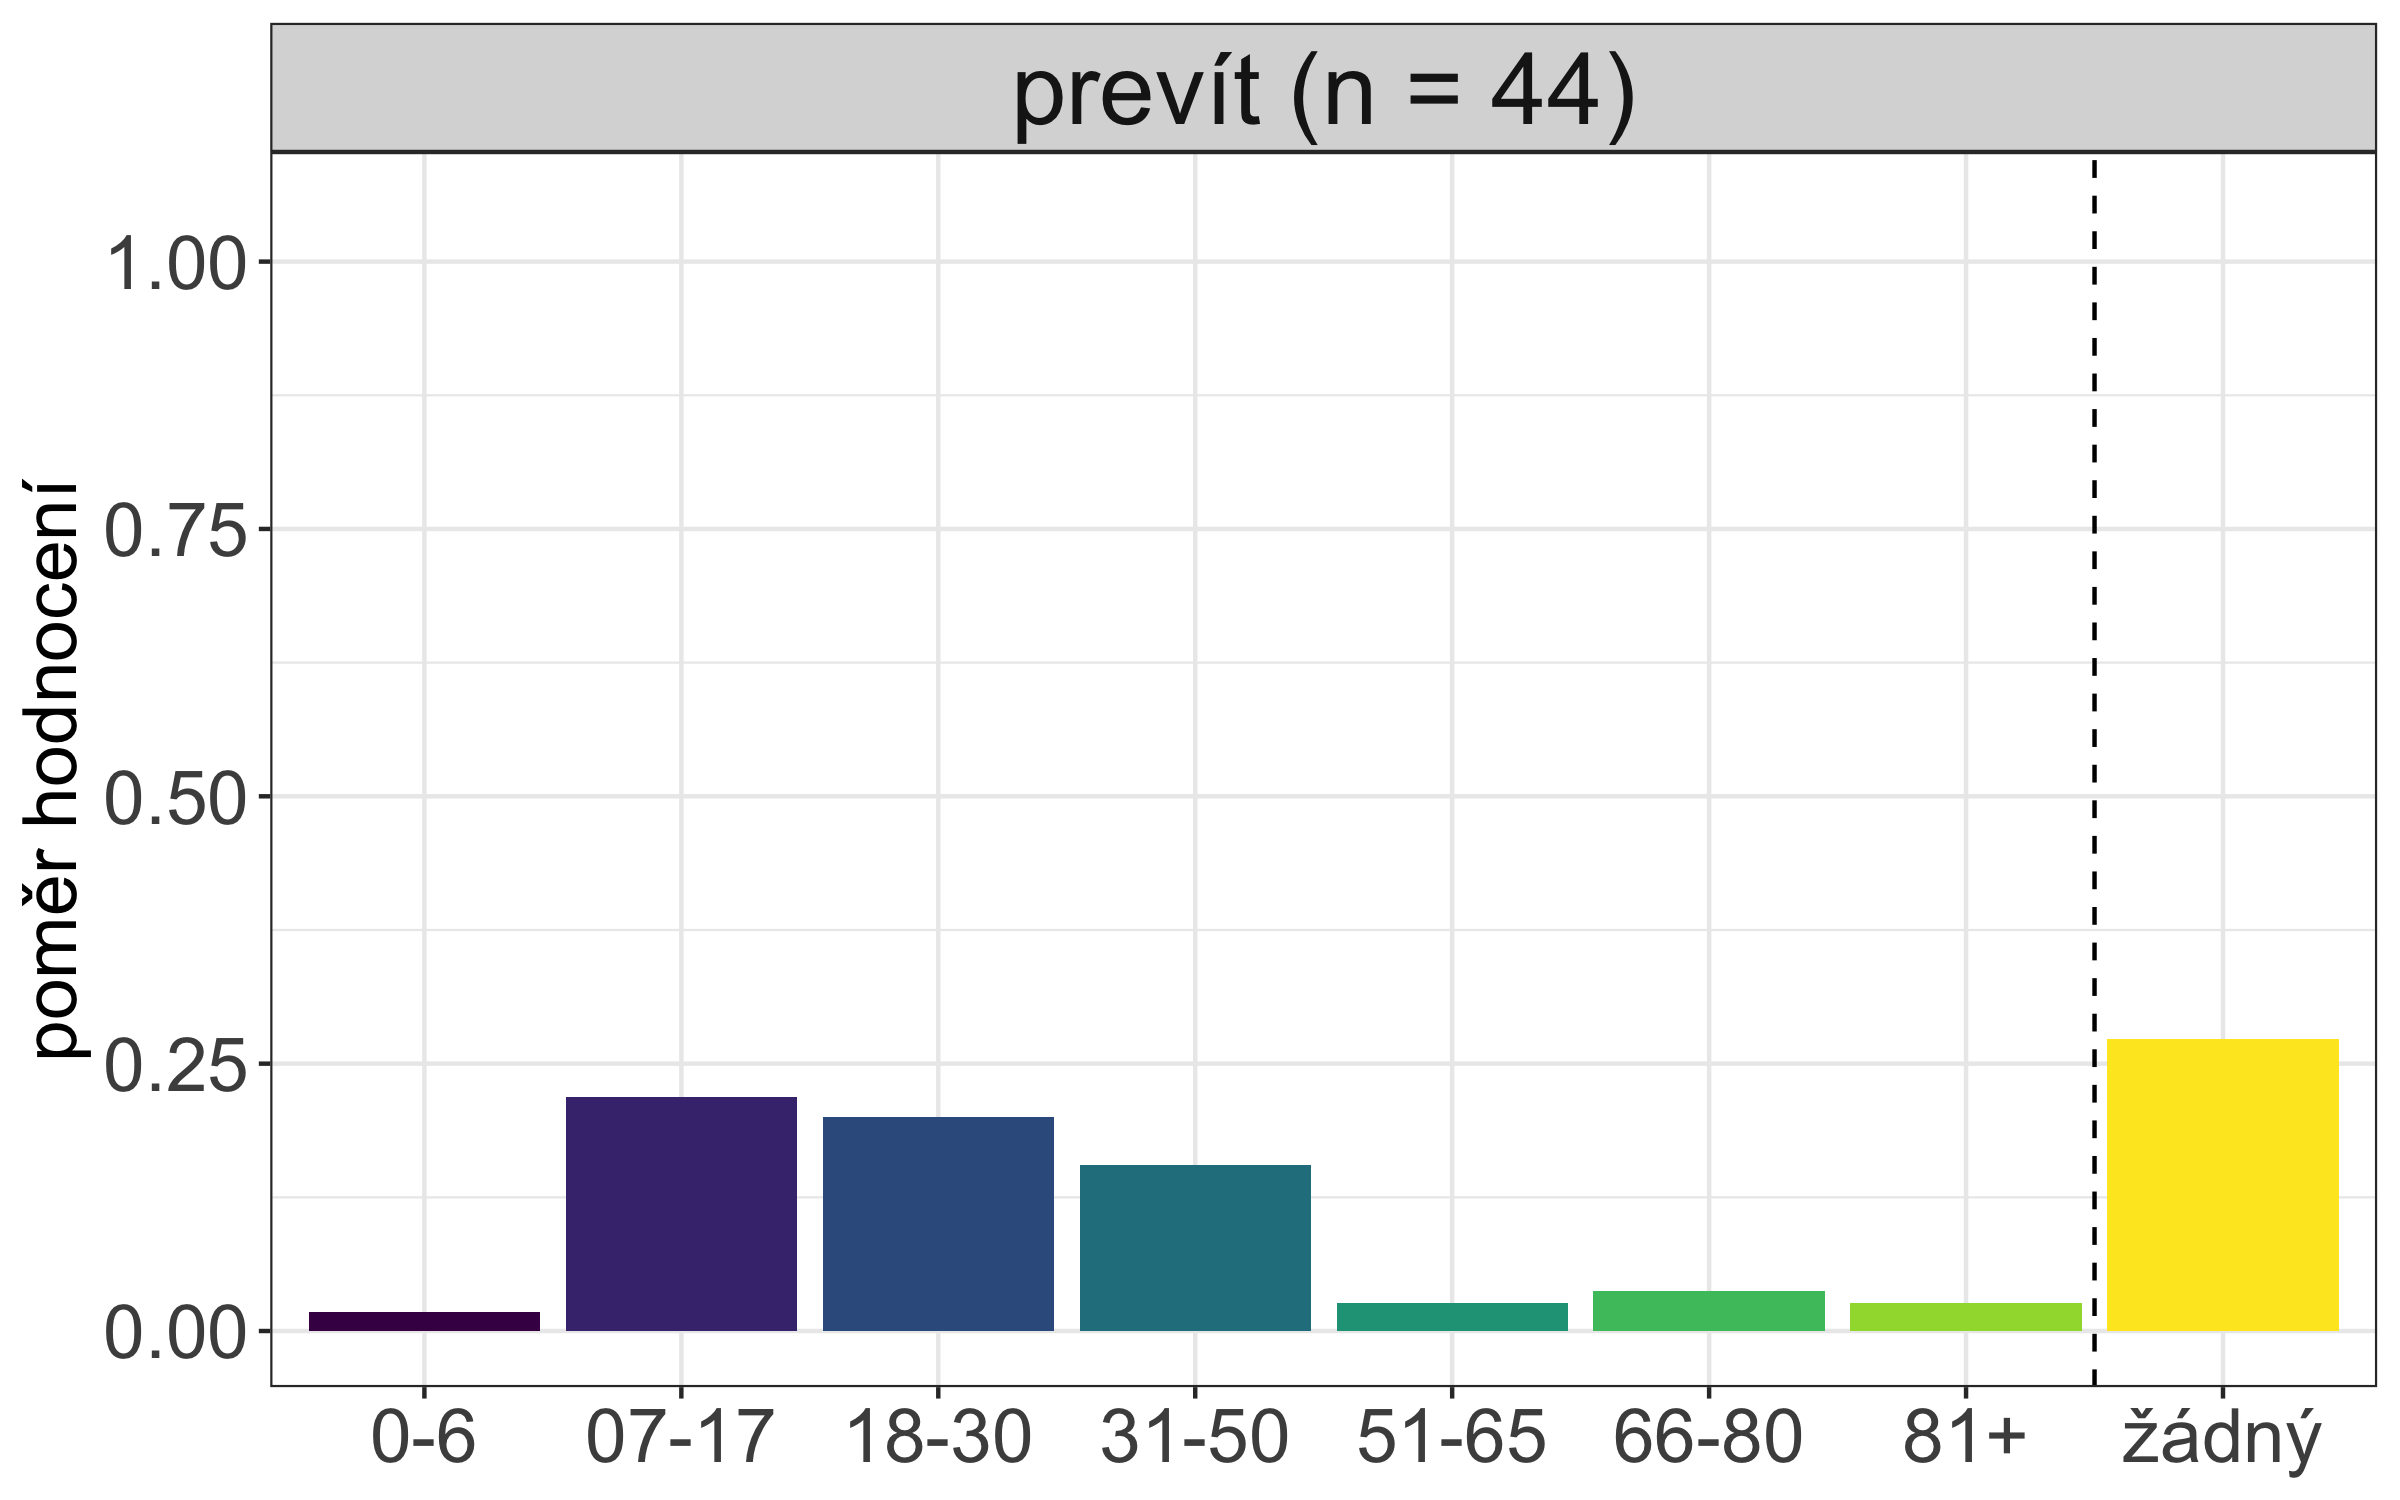 prevít (n = 44)
poměr hodnocení
1.00
0.75
0.50
0.25
0.00
0-6 07-17 18-30 31-50 51-65 66-80 81+ žádný